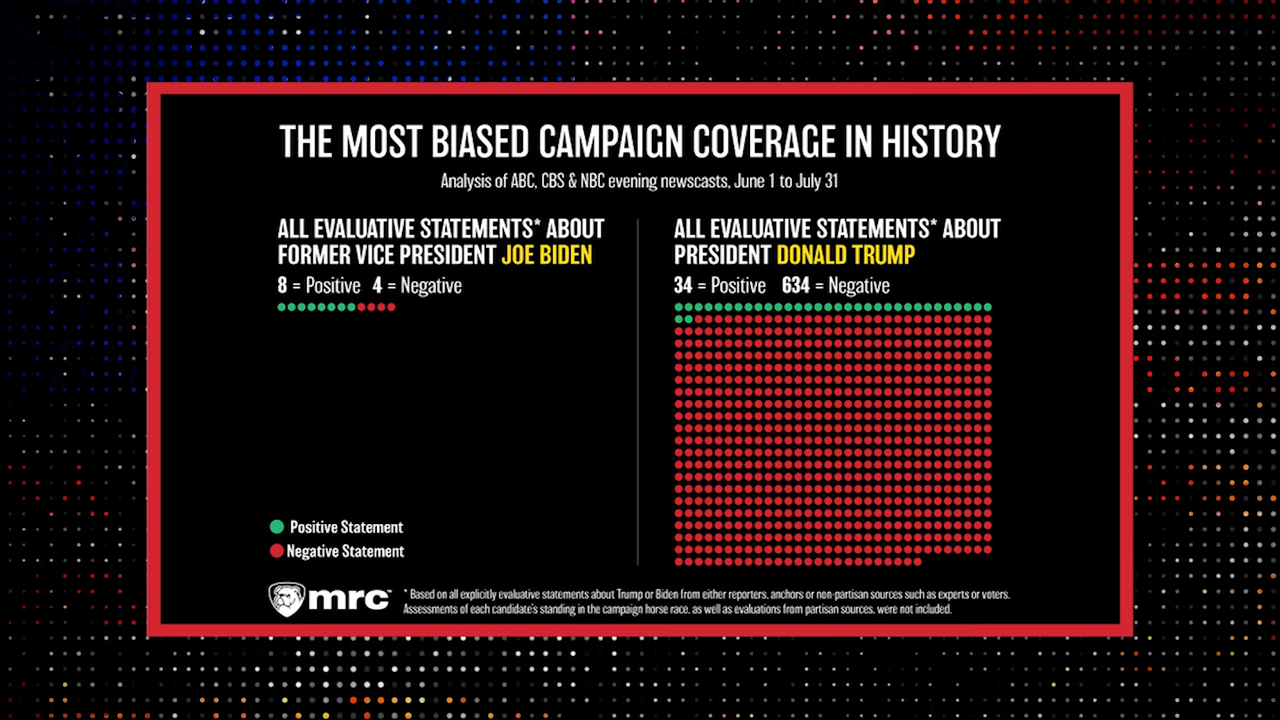 THE MOST BIASED CAMPAIGN COVERAGE IN HISTORY
Analysis of ABC, CBS & NBC evening newscasts, June 1 to July 31
ALL EVALUATIVE STATEMENTS* ABOUT
FORMER VICE PRESIDENT JOE BIDEN
8 = Positive 4 = Negative
ALL EVALUATIVE STATEMENTS* ABOUT
PRESIDENT DONALD TRUMP
34 = Positive 634 = Negative
Positive Statement
Negative Statement
mrc™
* Based on all explicitly evaluative statements about Trump or Biden from either reporters, anchors or non-partisan sources such as experts or voters.
Assessments of each candidate's standing in the campaign horse race, as well as evaluations from partisan sources, were not included.